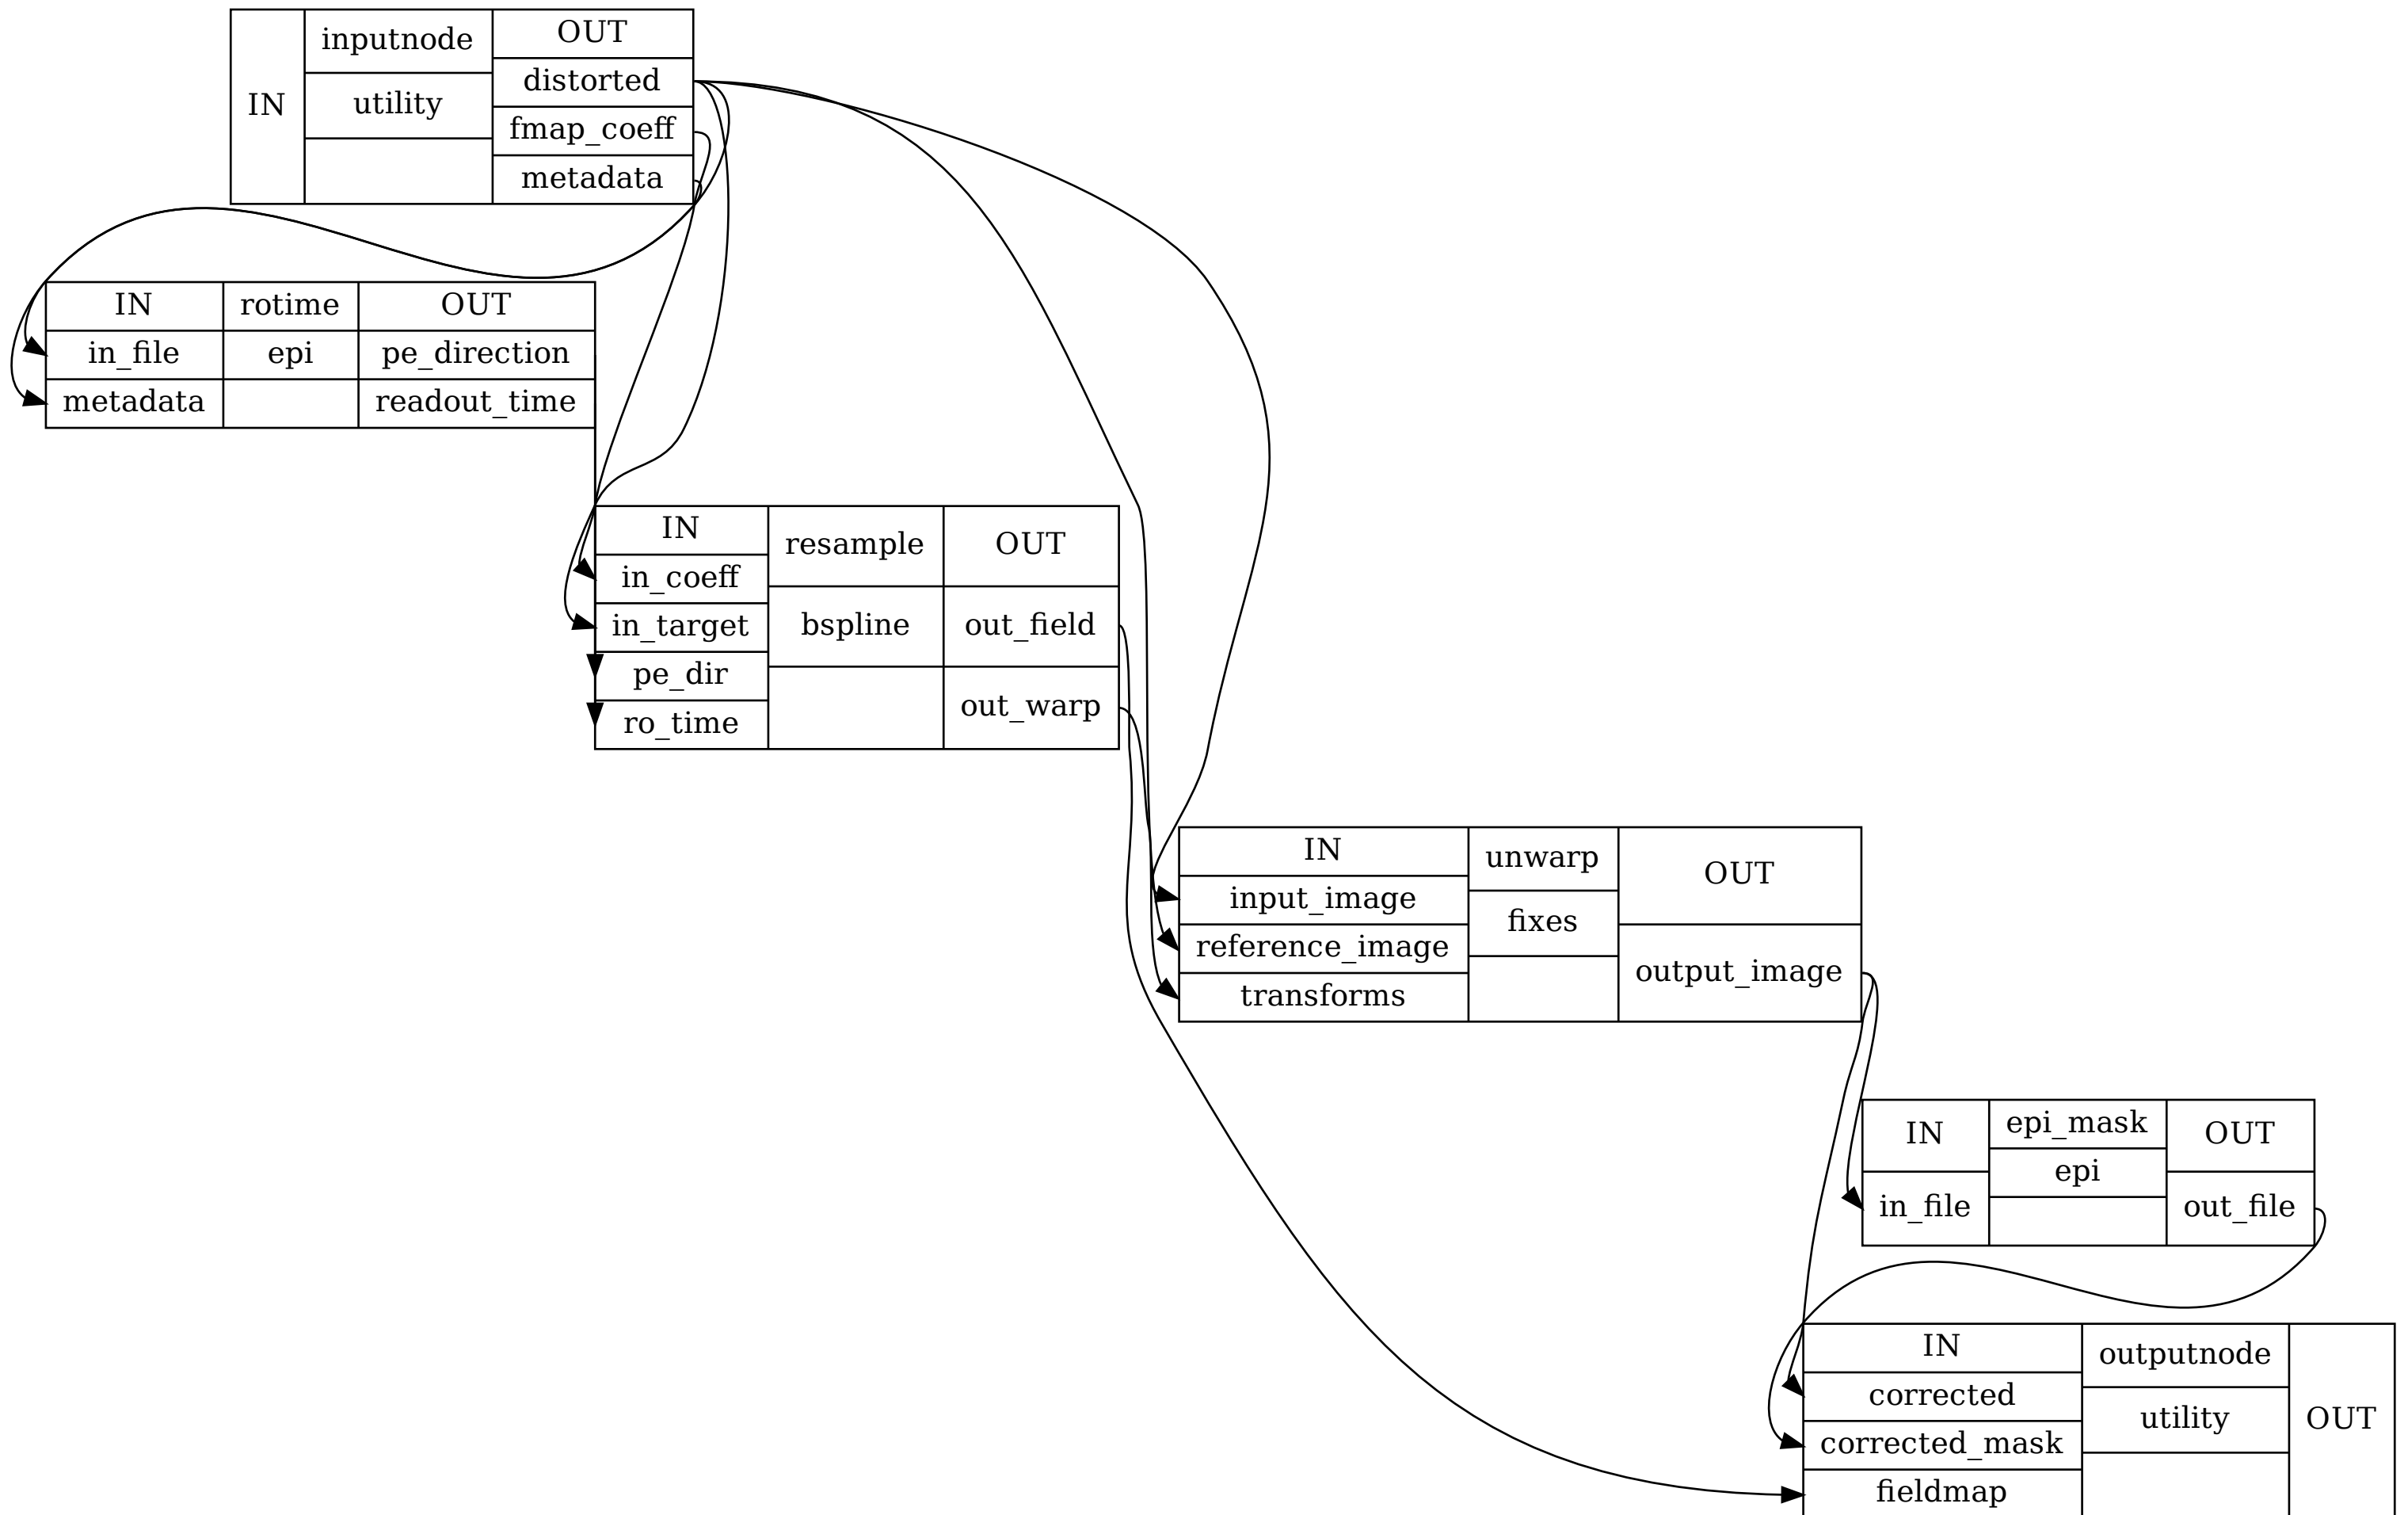 IN
inputnode
utility
OUT
distorted
fmap_coeff
metadata
IN
in_file
metadata
rotime
epi
OUT
pe_direction
readout_time
IN
in_coeff
in_target
pe_dir
ro_time
resample
bspline
OUT
out_field
out_warp
IN
input_image
reference_image
transforms
unwarp
fixes
OUT
output_image
IN
in_file
epi_mask
epi
OUT
out_file
IN
corrected
corrected_mask
fieldmap
outputnode
utility
OUT